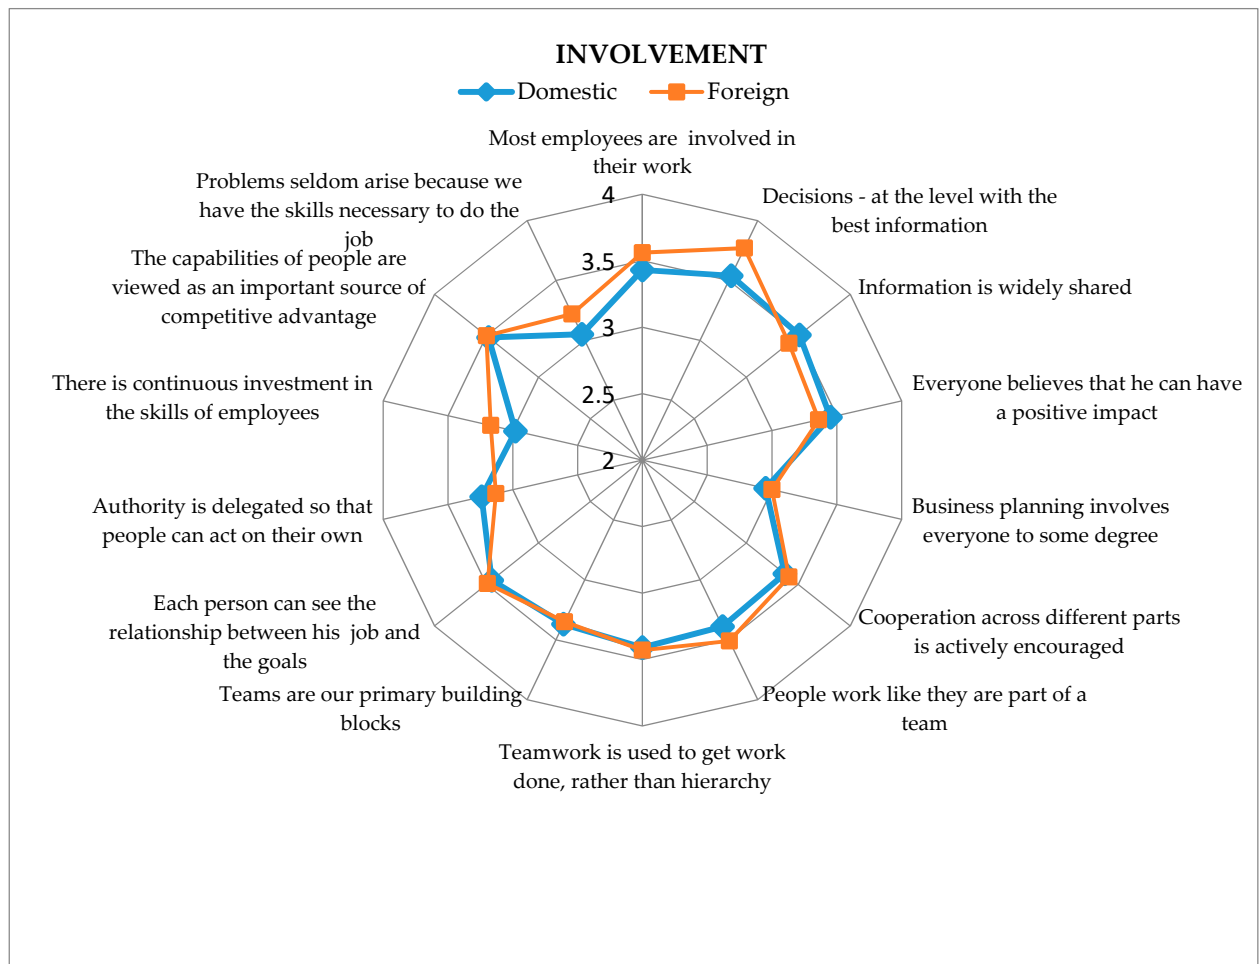 INVOLVEMENT
Domestic
Foreign
Most employees are  involved in
their work
Decisions - at the level with the
best information
Information is widely shared
Everyone believes that he can have
a positive impact
Business planning involves
everyone to some degree
Cooperation across different parts
is actively encouraged
People work like they are part of a
team
Teamwork is used to get work
done, rather than hierarchy
Teams are our primary building
blocks
Each person can see the
relationship between his  job and
the goals
Authority is delegated so that
people can act on their own
There is continuous investment in
the skills of employees
The capabilities of people are
viewed as an important source of
competitive advantage
Problems seldom arise because we
have the skills necessary to do the
job
4
3.5
3
2.5
2